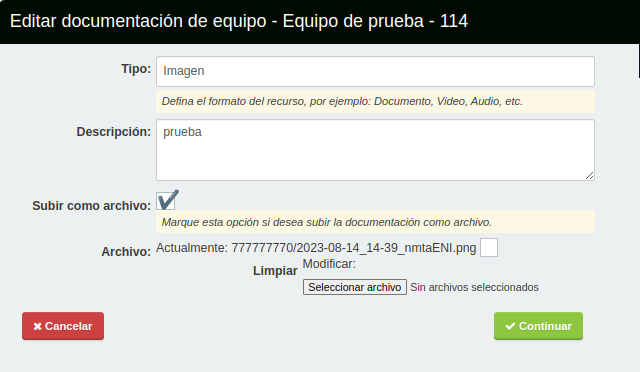 Editar documentación de equipo - Equipo de prueba - 114
Tipo: Imagen
Defina el formato del recurso, por ejemplo: Documento, Video, Audio, etc.
Descripción: prueba
Subir como archivo:
Marque esta opción si desea subir la documentación como archivo.
Archivo: Actualmente: 777777770/2023-08-14_14-39_nmtaENI.png
Limpiar
Modificar:
Seleccionar archivo Sin archivos seleccionados
Cancelar Continuar